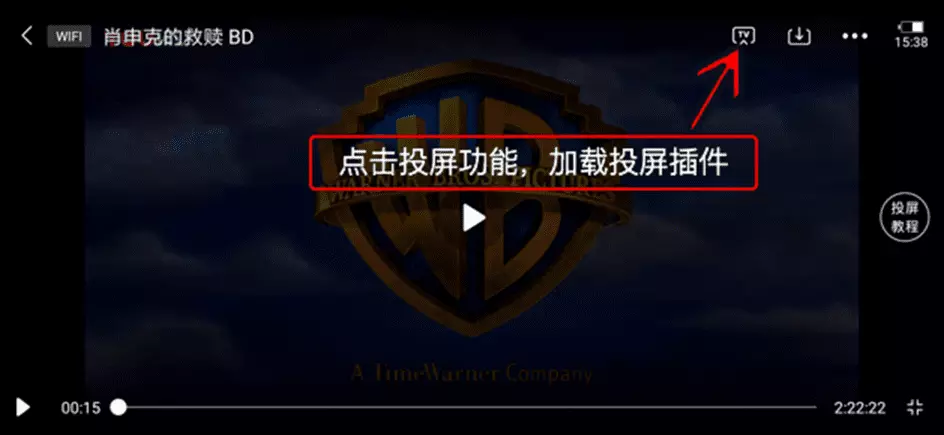 WIFI 肖申克的救赎 BD
TV
15:38
点击投屏功能，加载投屏插件
WARNER BROS. PICTURES
WB
投屏
教程
A TimeWarner Company
00:15
2:22:22